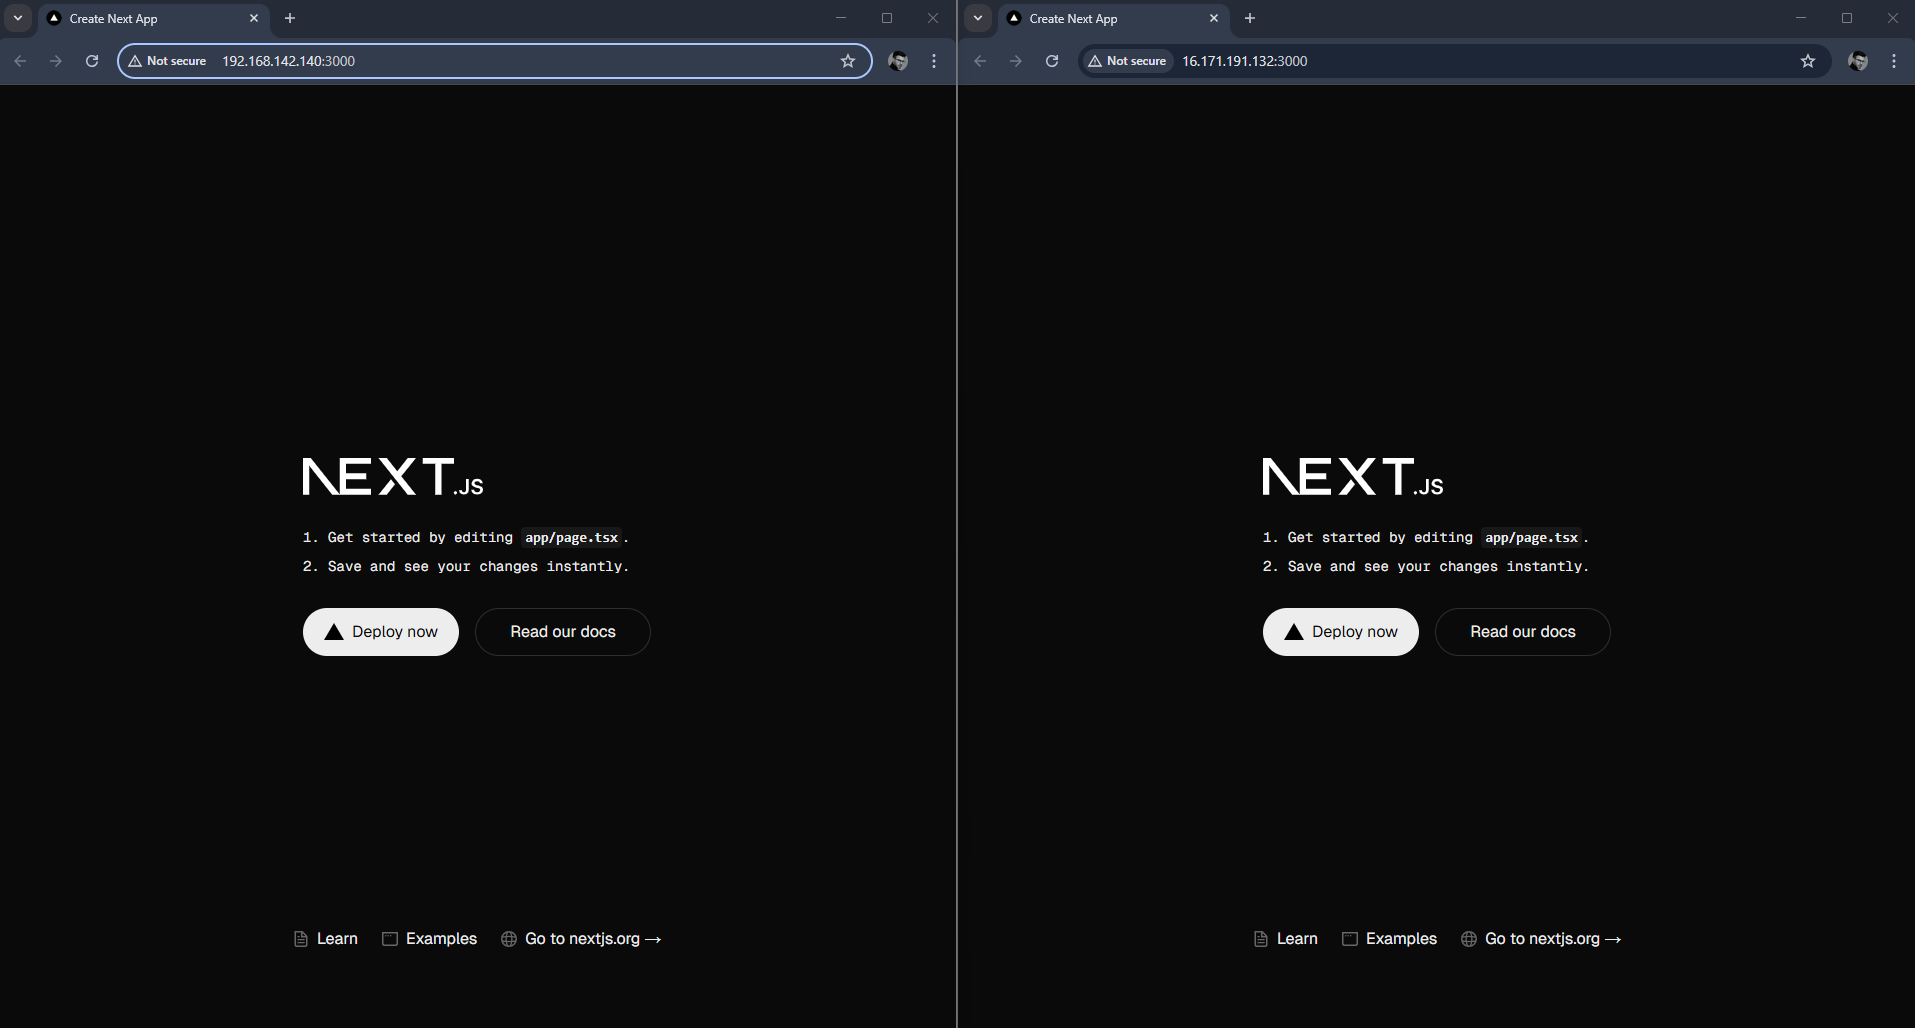 Create Next App
Not secure 192.168.142.140:3000
NEXT.JS
1. Get started by editing app/page.tsx.
2. Save and see your changes instantly.
Deploy now Read our docs
Learn Examples Go to nextjs.org →
Create Next App
Not secure 16.171.191.132:3000
NEXT.JS
1. Get started by editing app/page.tsx.
2. Save and see your changes instantly.
Deploy now Read our docs
Learn Examples Go to nextjs.org →